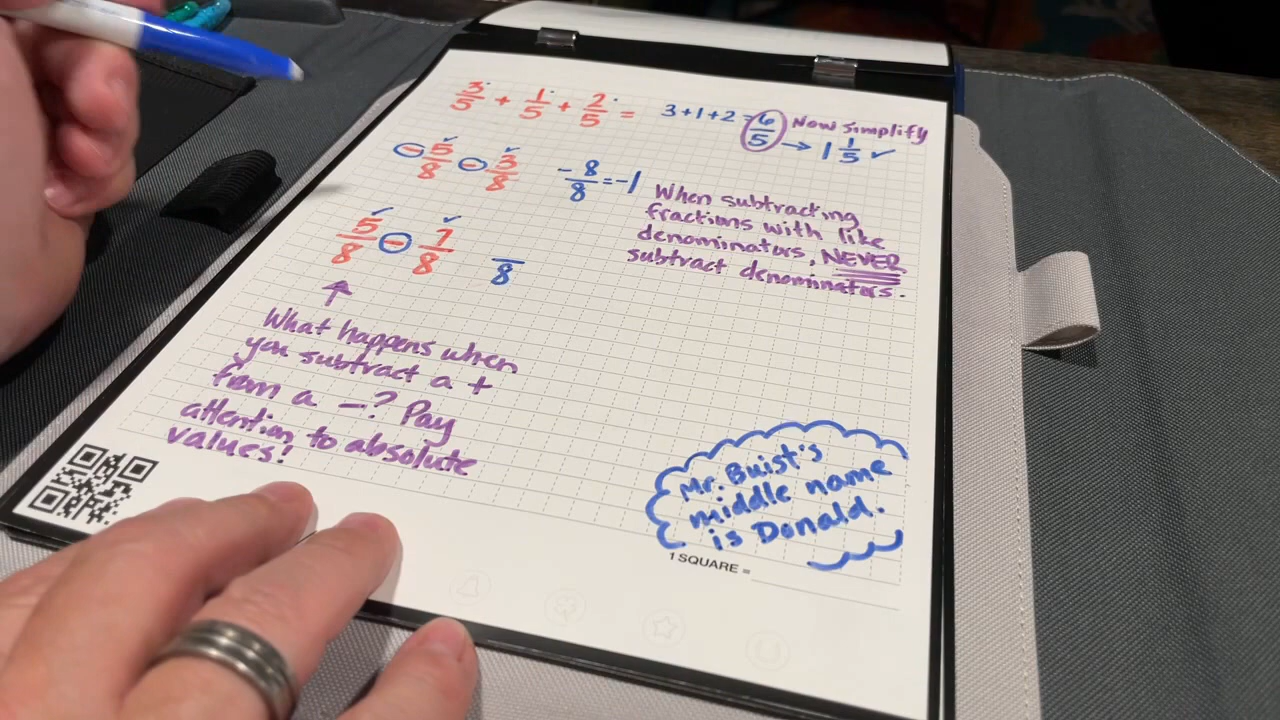 3/5 + 1/5 + 2/5 = 3+1+2 = 6/5 Now simplify
→ 1 1/5 ✓
- 5/8 - 3/8 - 8/8 = -1
When subtracting
fractions with like
denominators, NEVER
subtract denominators.
5/8 - 7/8 /8
↑
What happens when
you subtract a +
from a -? Pay
attention to absolute
values!
Mr. Buist's
middle name
is Donald.
1 SQUARE =